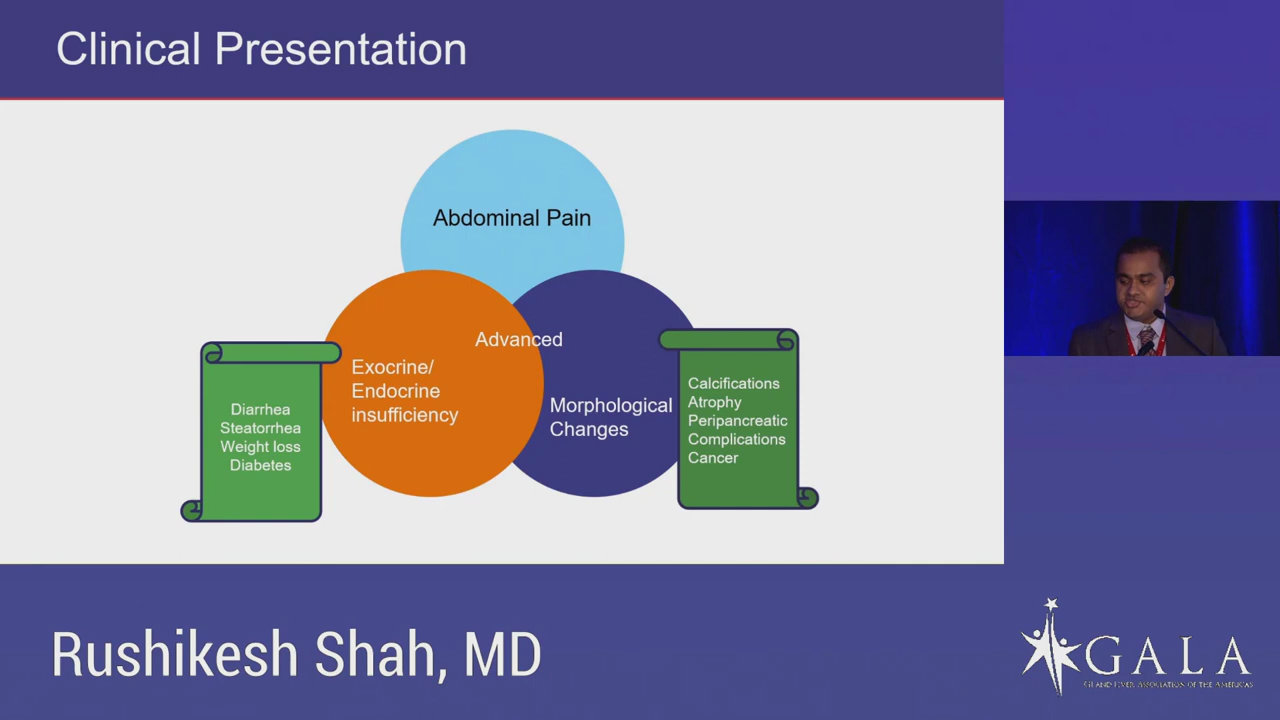 Clinical Presentation
Abdominal Pain
Advanced
Exocrine/
Endocrine
insufficiency
Morphological
Changes
Diarrhea
Steatorrhea
Weight loss
Diabetes
Calcifications
Atrophy
Peripancreatic
Complications
Cancer
Rushikesh Shah, MD
GALA
GI AND LIVER ASSOCIATION OF THE AMERICAS